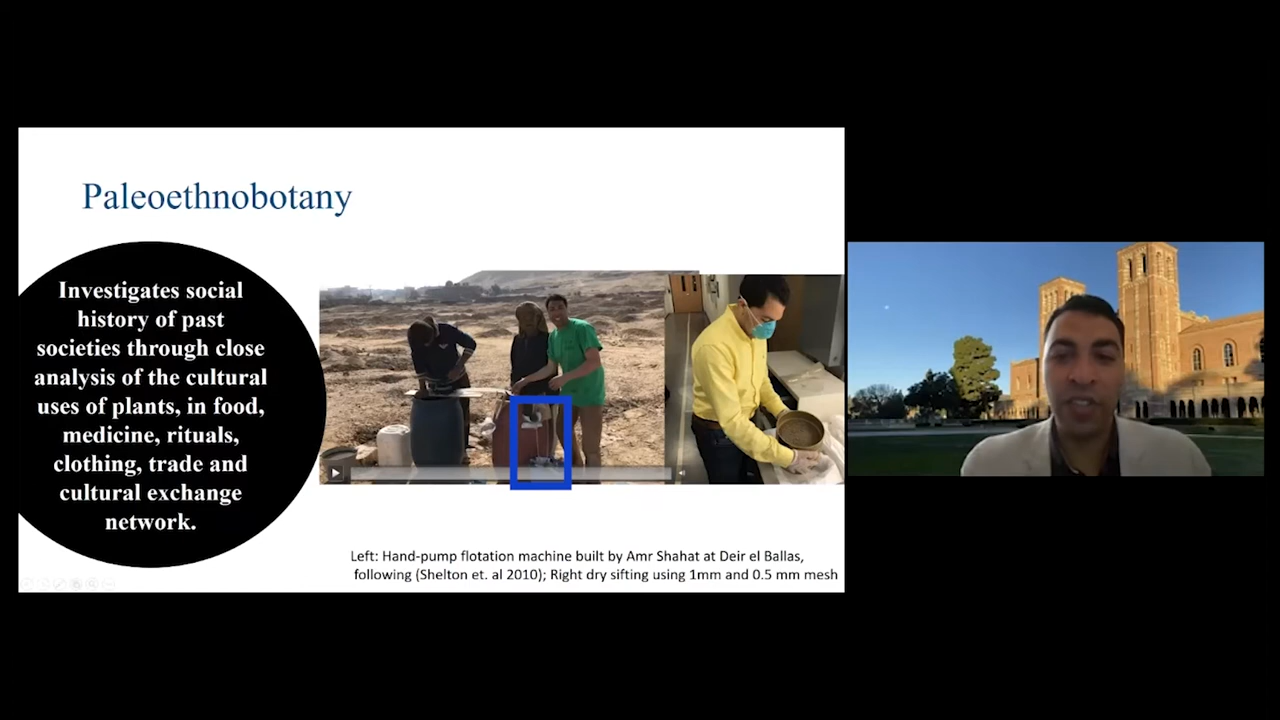 Paleoethnobotany
Investigates social
history of past
societies through close
analysis of the cultural
uses of plants, in food,
medicine, rituals,
clothing, trade and
cultural exchange
network.
Left: Hand-pump flotation machine built by Amr Shahat at Deir el Ballas,
following (Shelton et. al 2010); Right dry sifting using 1mm and 0.5 mm mesh